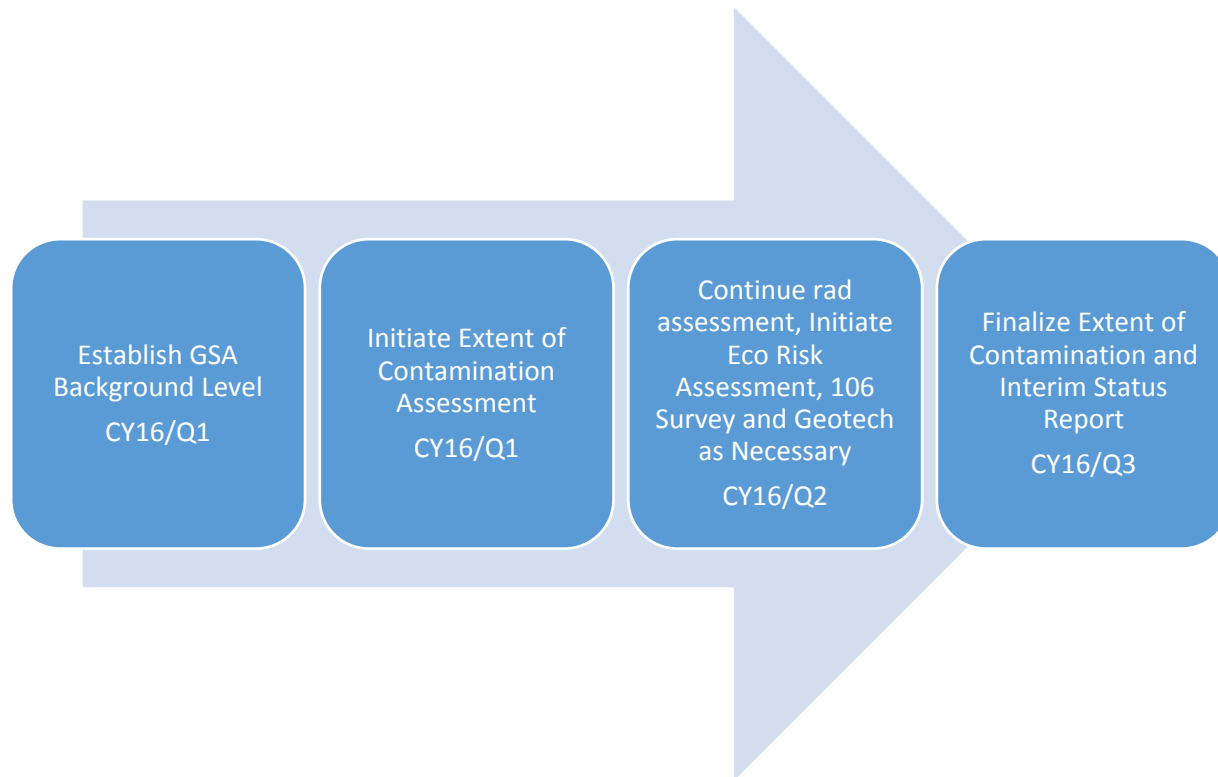 Establish GSA
Background Level
CY16/Q1
Initiate Extent of
Contamination
Assessment
CY16/Q1
Continue rad
assessment, Initiate
Eco Risk
Assessment, 106
Survey and Geotech
as Necessary
CY16/Q2
Finalize Extent of
Contamination and
Interim Status
Report
CY16/Q3